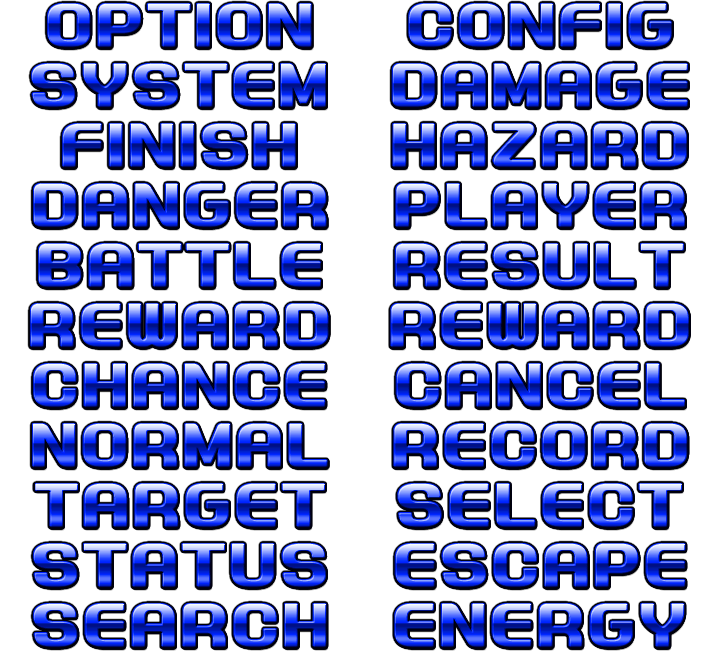 OPTION CONFIG
SYSTEM DAMAGE
FINISH HAZARD
DANGER PLAYER
BATTLE RESULT
REWARD REWARD
CHANCE CANCEL
NORMAL RECORD
TARGET SELECT
STATUS ESCAPE
SEARCH ENERGY